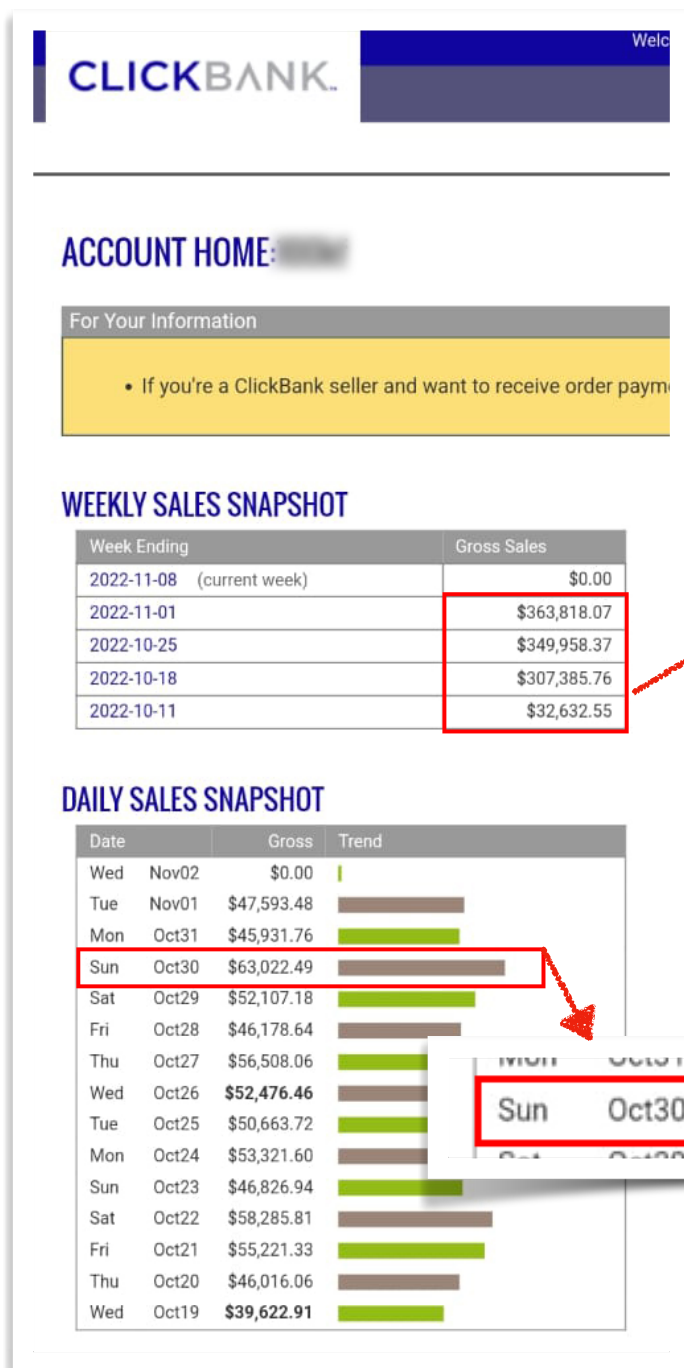 Welc
CLICKBANK™
ACCOUNT HOME:
For Your Information
• If you're a ClickBank seller and want to receive order paym
WEEKLY SALES SNAPSHOT
Week Ending Gross Sales
2022-11-08 (current week) $0.00
2022-11-01 $363,818.07
2022-10-25 $349,958.37
2022-10-18 $307,385.76
2022-10-11 $32,632.55
DAILY SALES SNAPSHOT
Date Gross Trend
Wed Nov02 $0.00
Tue Nov01 $47,593.48
Mon Oct31 $45,931.76
Sun Oct30 $63,022.49
Sat Oct29 $52,107.18
Fri Oct28 $46,178.64
Thu Oct27 $56,508.06
Wed Oct26 $52,476.46
Tue Oct25 $50,663.72
Mon Oct24 $53,321.60
Sun Oct23 $46,826.94
Sat Oct22 $58,285.81
Fri Oct21 $55,221.33
Thu Oct20 $46,016.06
Wed Oct19 $39,622.91
Sun Oct30